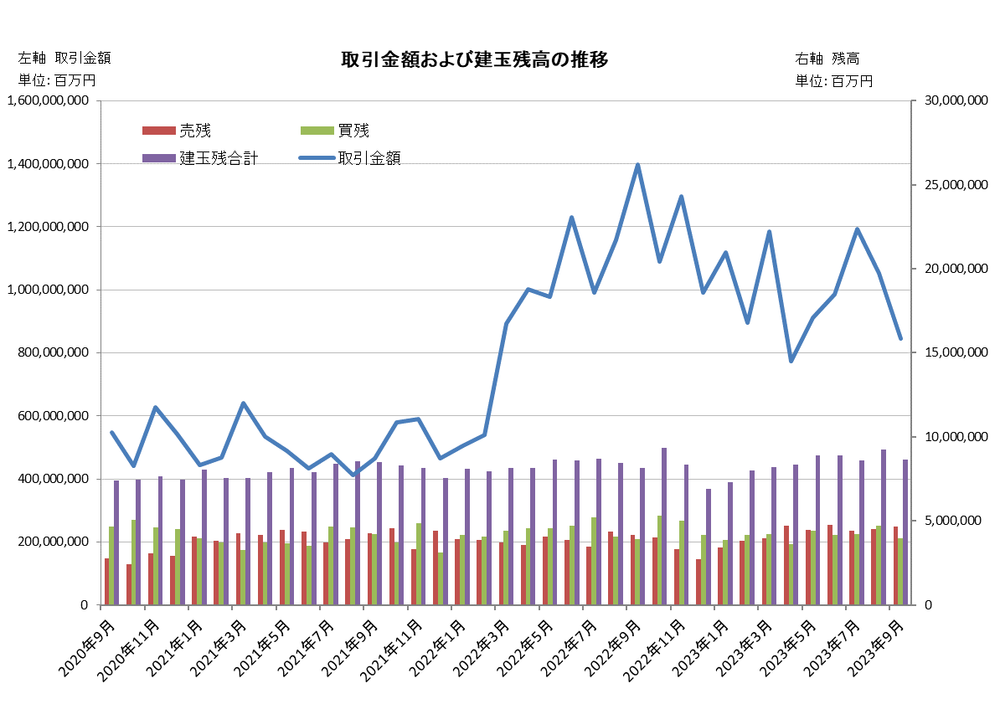 取引金額および建玉残高の推移
左軸 取引金額
単位: 百万円
右軸 残高
単位: 百万円
1,600,000,000
1,400,000,000
1,200,000,000
1,000,000,000
800,000,000
600,000,000
400,000,000
200,000,000
0
30,000,000
25,000,000
20,000,000
15,000,000
10,000,000
5,000,000
0
売残
買残
建玉残合計
取引金額
2020年9月
2020年11月
2021年1月
2021年3月
2021年5月
2021年7月
2021年9月
2021年11月
2022年1月
2022年3月
2022年5月
2022年7月
2022年9月
2022年11月
2023年1月
2023年3月
2023年5月
2023年7月
2023年9月